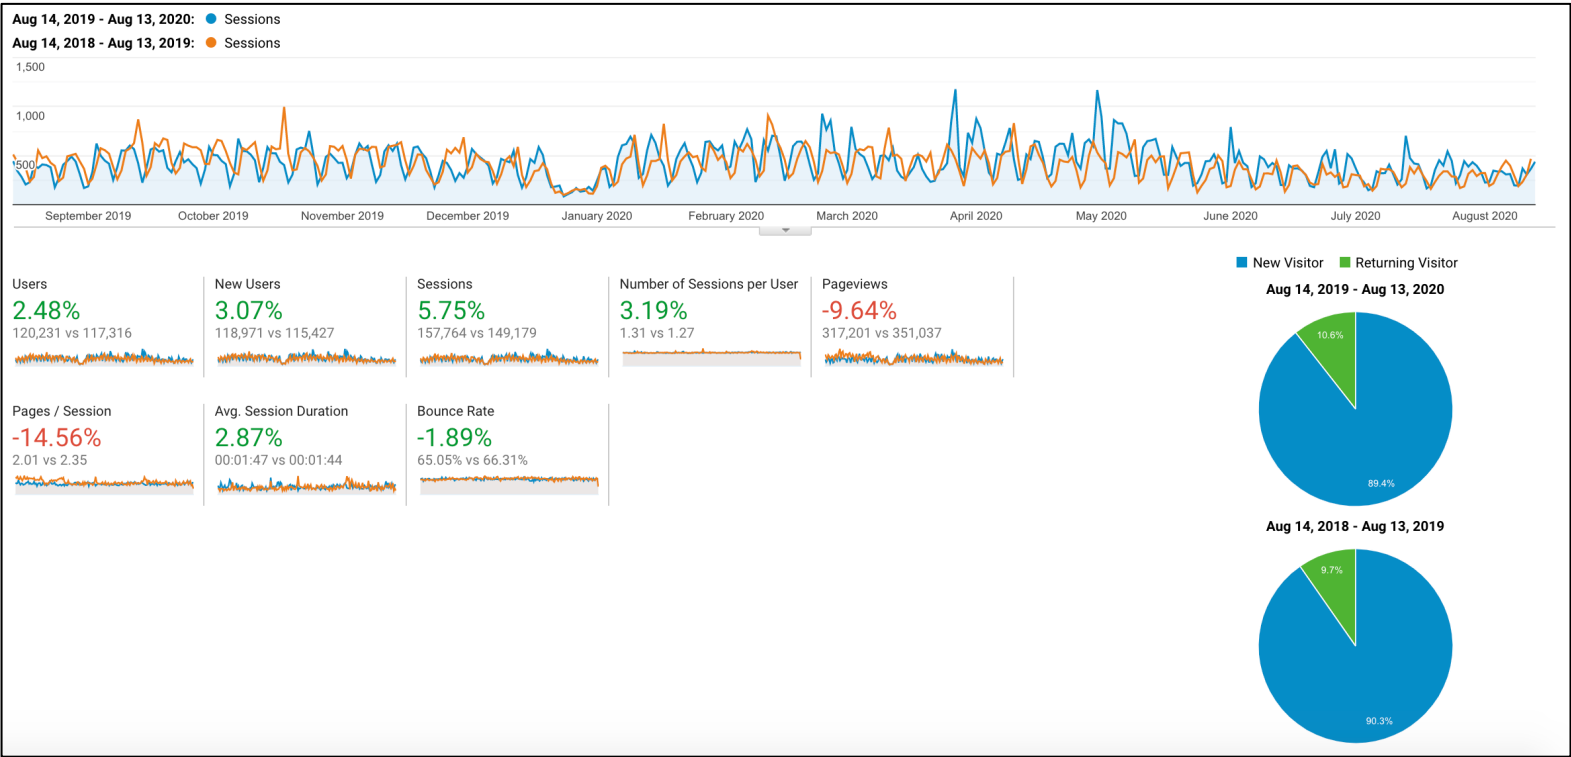 Aug 14, 2019 - Aug 13, 2020: Sessions
Aug 14, 2018 - Aug 13, 2019: Sessions
1,500
1,000
500
September 2019 October 2019 November 2019 December 2019 January 2020 February 2020 March 2020 April 2020 May 2020 June 2020 July 2020 August 2020
New Visitor Returning Visitor
Aug 14, 2019 - Aug 13, 2020
10.6%
89.4%
Aug 14, 2018 - Aug 13, 2019
9.7%
90.3%
Users
2.48%
120,231 vs 117,316
New Users
3.07%
118,971 vs 115,427
Sessions
5.75%
157,764 vs 149,179
Number of Sessions per User
3.19%
1.31 vs 1.27
Pageviews
-9.64%
317,201 vs 351,037
Pages / Session
-14.56%
2.01 vs 2.35
Avg. Session Duration
2.87%
00:01:47 vs 00:01:44
Bounce Rate
-1.89%
65.05% vs 66.31%